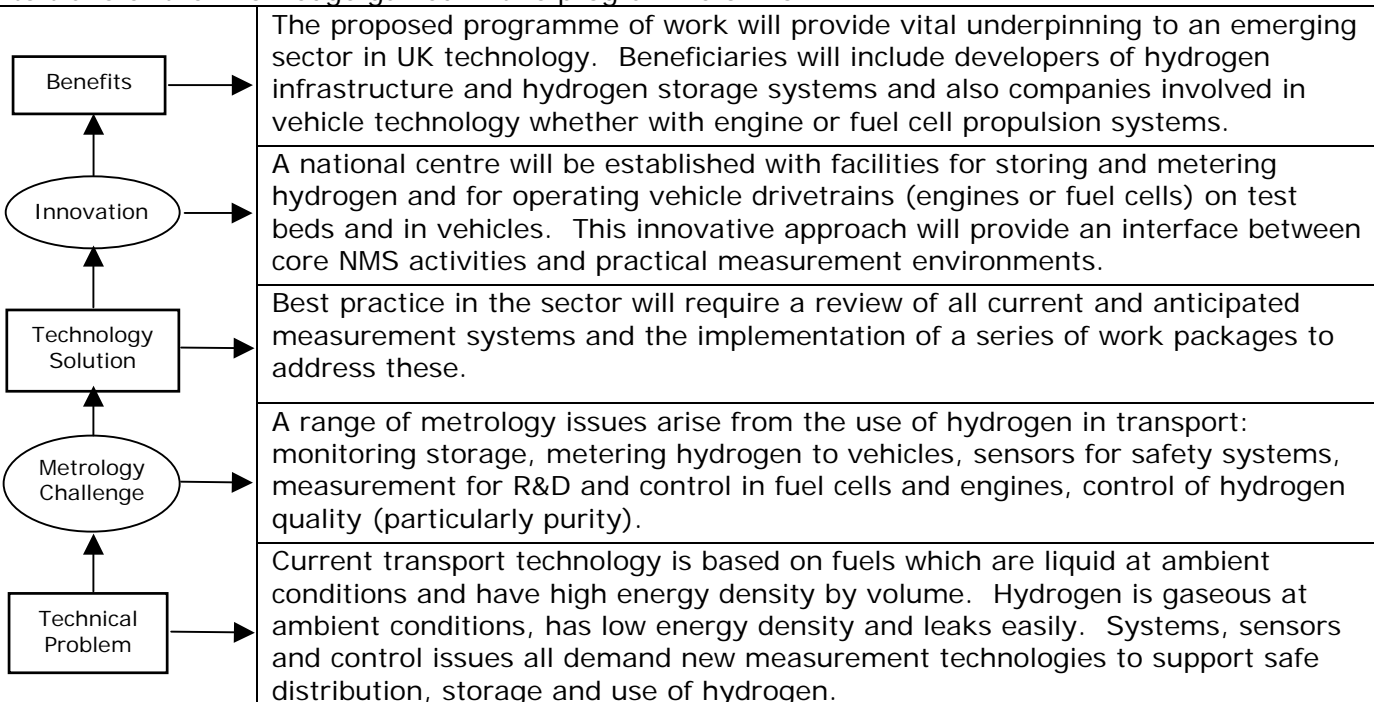 The proposed programme of work will provide vital underpinning to an emerging
sector in UK technology. Beneficiaries will include developers of hydrogen
infrastructure and hydrogen storage systems and also companies involved in
vehicle technology whether with engine or fuel cell propulsion systems.
Benefits
A national centre will be established with facilities for storing and metering
hydrogen and for operating vehicle drivetrains (engines or fuel cells) on test
beds and in vehicles. This innovative approach will provide an interface between
core NMS activities and practical measurement environments.
Innovation
Best practice in the sector will require a review of all current and anticipated
measurement systems and the implementation of a series of work packages to
address these.
Technology
Solution
A range of metrology issues arise from the use of hydrogen in transport:
monitoring storage, metering hydrogen to vehicles, sensors for safety systems,
measurement for R&D and control in fuel cells and engines, control of hydrogen
quality (particularly purity).
Metrology
Challenge
Current transport technology is based on fuels which are liquid at ambient
conditions and have high energy density by volume. Hydrogen is gaseous at
ambient conditions, has low energy density and leaks easily. Systems, sensors
and control issues all demand new measurement technologies to support safe
distribution, storage and use of hydrogen.
Technical
Problem